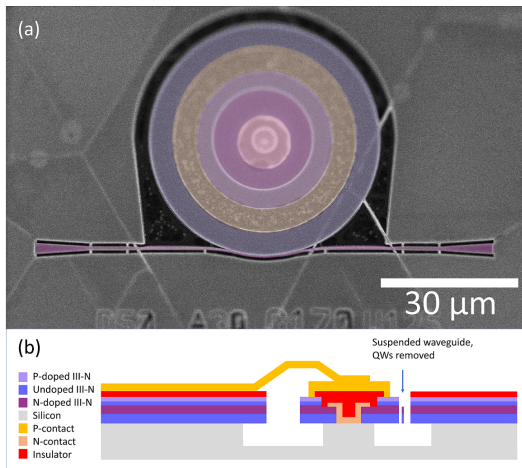 (a)
30 μm
(b)
Suspended waveguide,
QWs removed
P-doped III-N
Undoped III-N
N-doped III-N
Silicon
P-contact
N-contact
Insulator